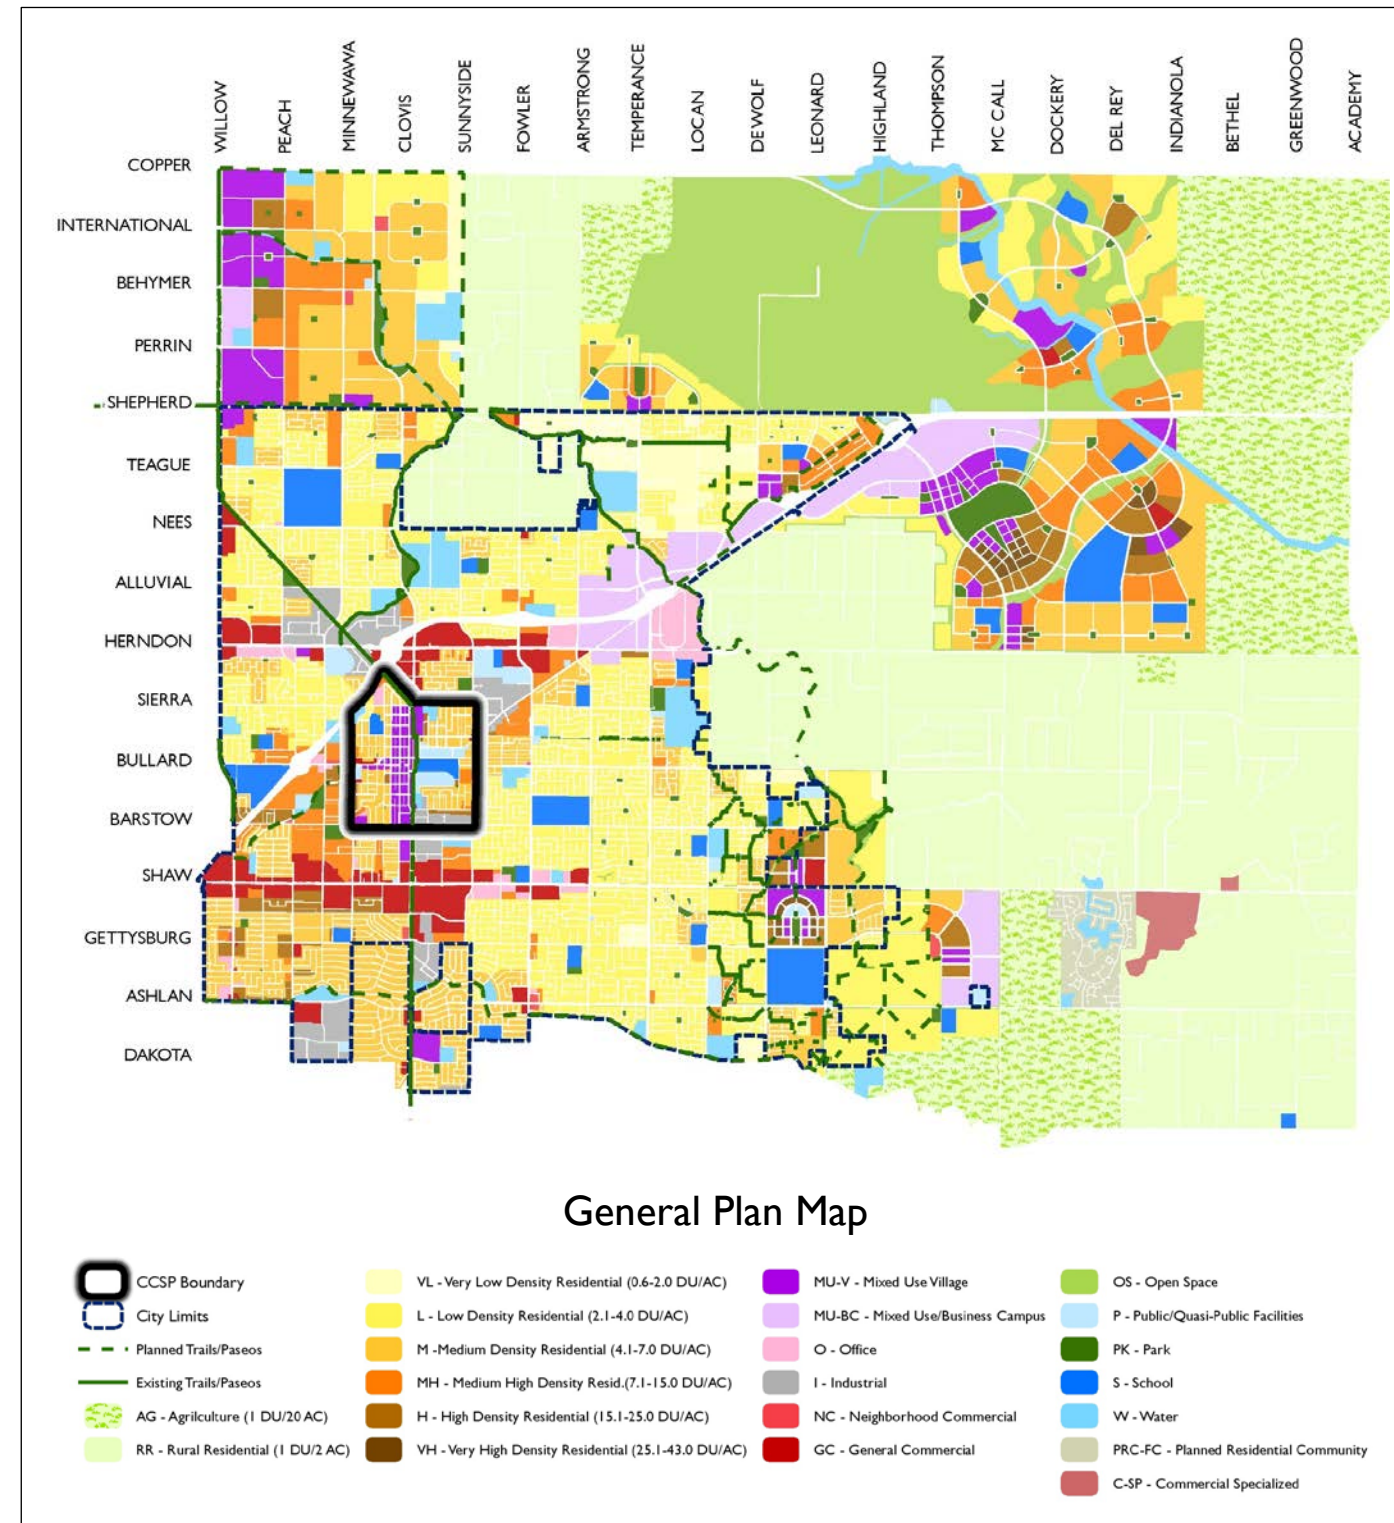 WILLOW
PEACH
MINNEWAWA
CLOVIS
SUNNYSIDE
FOWLER
ARMSTRONG
TEMPERANCE
LOCAN
DEWOLF
LEONARD
HIGHLAND
THOMPSON
MC CALL
DOCKERY
DEL REY
INDIANOLA
BETHEL
GREENWOOD
ACADEMY
COPPER
INTERNATIONAL
BEHYMER
PERRIN
SHEPHERD
TEAGUE
NEES
ALLUVIAL
HERNDON
SIERRA
BULLARD
BARSTOW
SHAW
GETTYSBURG
ASHLAN
DAKOTA
General Plan Map
CCSP Boundary
City Limits
Planned Trails/Paseos
Existing Trails/Paseos
AG - Agrilculture (1 DU/20 AC)
RR - Rural Residential (1 DU/2 AC)
VL - Very Low Density Residential (0.6-2.0 DU/AC)
L - Low Density Residential (2.1-4.0 DU/AC)
M -Medium Density Residential (4.1-7.0 DU/AC)
MH - Medium High Density Resid.(7.1-15.0 DU/AC)
H - High Density Residential (15.1-25.0 DU/AC)
VH - Very High Density Residential (25.1-43.0 DU/AC)
MU-V - Mixed Use Village
MU-BC - Mixed Use/Business Campus
O - Office
I - Industrial
NC - Neighborhood Commercial
GC - General Commercial
OS - Open Space
P - Public/Quasi-Public Facilities
PK - Park
S - School
W - Water
PRC-FC - Planned Residential Community
C-SP - Commercial Specialized